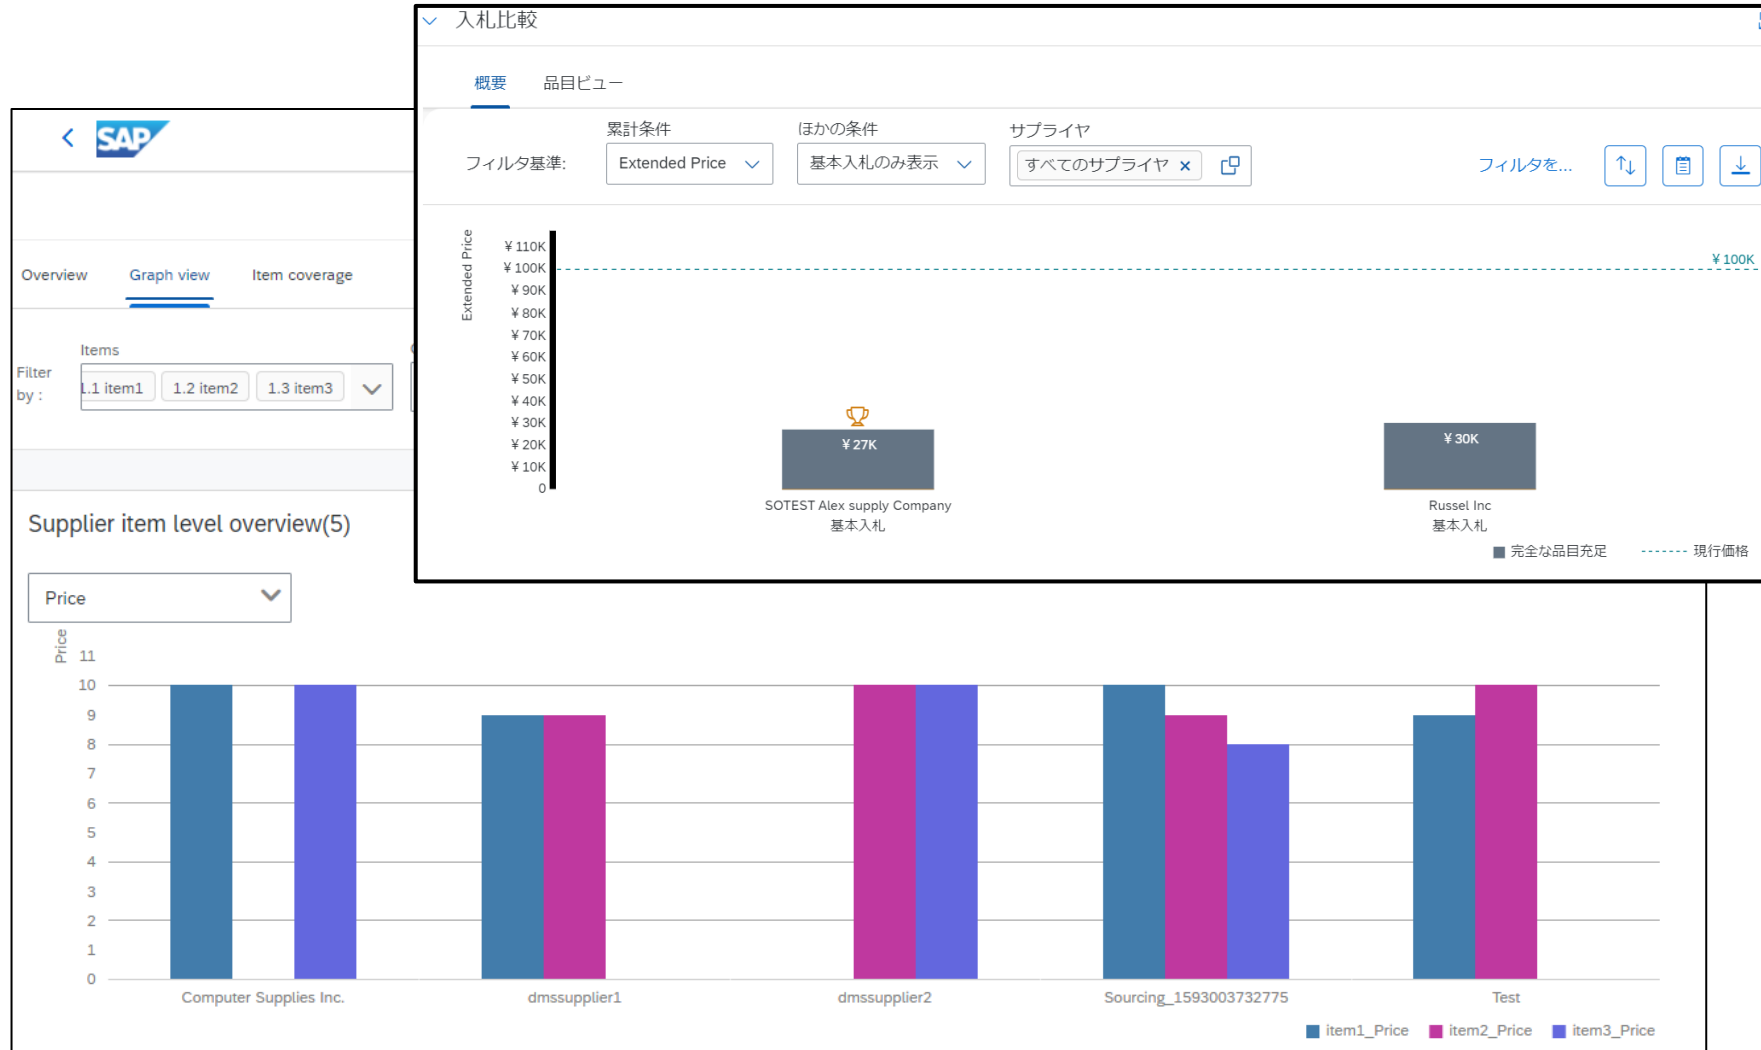 入札比較
概要 品目ビュー
累計条件 ほかの条件 サプライヤ
フィルタ基準: Extended Price 基本入札のみ表示 すべてのサプライヤ × フィルタを...
Extended Price
¥ 110K
¥ 100K
¥ 90K
¥ 80K
¥ 70K
¥ 60K
¥ 50K
¥ 40K
¥ 30K
¥ 20K
¥ 10K
0
¥ 100K
¥ 27K
¥ 30K
SOTEST Alex supply Company
基本入札
Russel Inc
基本入札
完全な品目充足 現行価格
SAP
Overview Graph view Item coverage
Items
Filter by :
1.1 item1 1.2 item2 1.3 item3
Supplier item level overview(5)
Price
Price
11
10
9
8
7
6
5
4
3
2
1
0
Computer Supplies Inc. dmssupplier1 dmssupplier2 Sourcing_1593003732775 Test
item1_Price item2_Price item3_Price